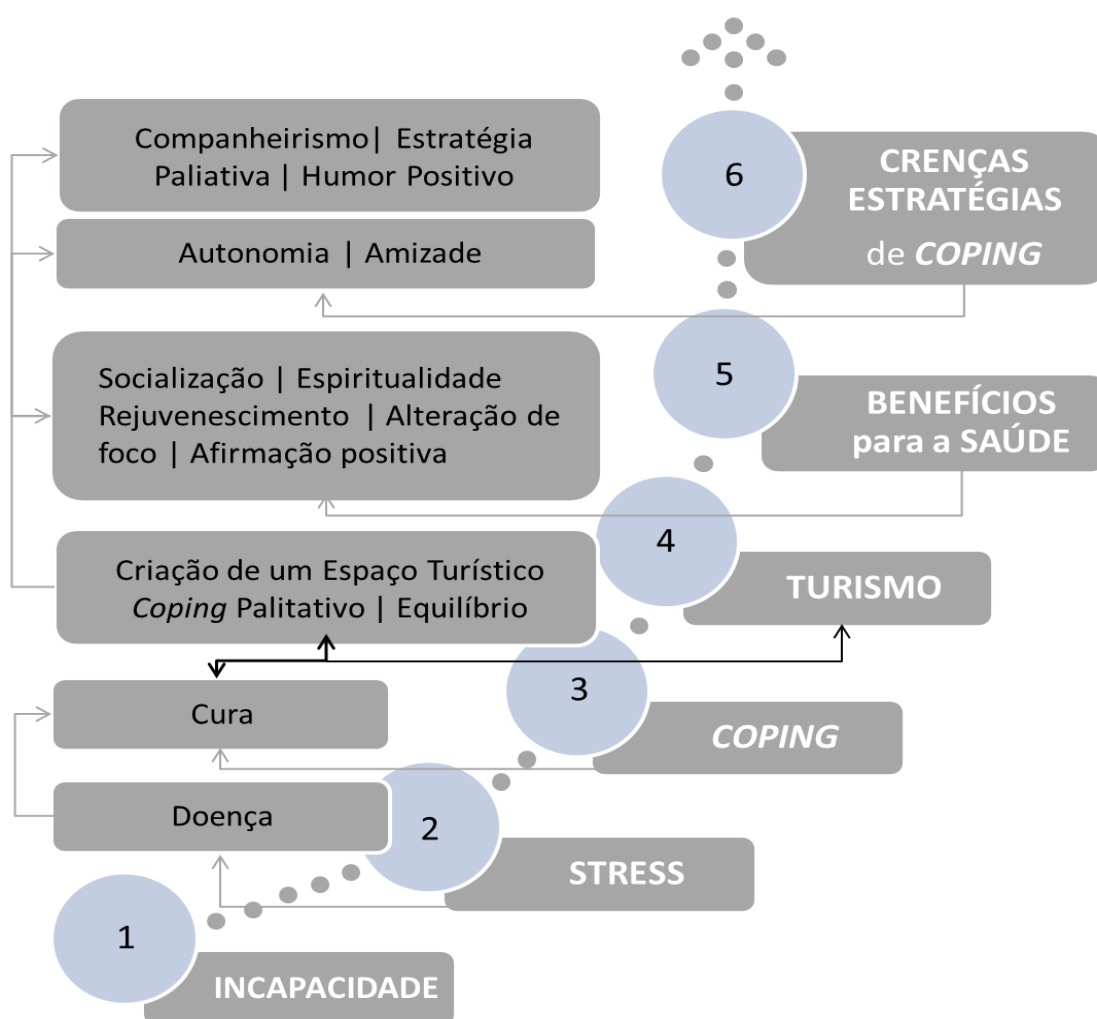 Companheirismo| Estratégia
Paliativa | Humor Positivo
6
CRENÇAS
ESTRATÉGIAS
de COPING
Autonomia | Amizade
5
BENEFÍCIOS
para a SAÚDE
Socialização | Espiritualidade
Rejuvenescimento | Alteração de
foco | Afirmação positiva
4
TURISMO
Criação de um Espaço Turístico
Coping Palitativo | Equilíbrio
3
COPING
Cura
Doença
2
STRESS
1
INCAPACIDADE